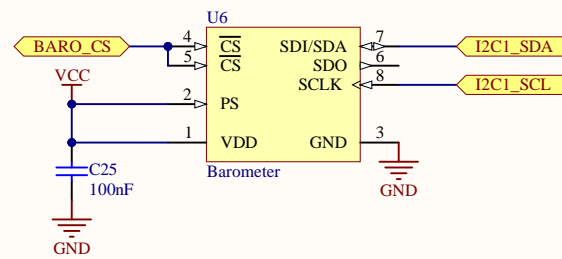 U6
BARO_CS
4
CS
5
CS
SDI/SDA
7
I2C1_SDA
SDO
6
SCLK
8
I2C1_SCL
VCC
2
PS
1
VDD
GND
3
C25
100nF
Barometer
GND
GND